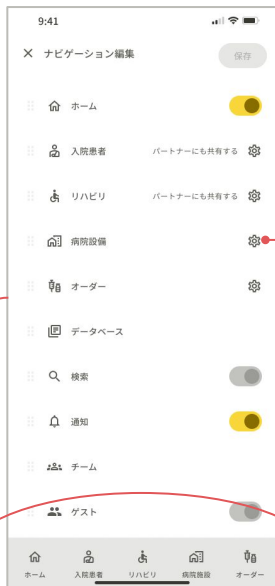 9:41
ナビゲーション編集
保存
ホーム
入院患者 パートナーにも共有する
リハビリ パートナーにも共有する
病院設備
オーダー
データベース
検索
通知
チーム
ゲスト
ホーム 入院患者 リハビリ 病院施設 オーダー